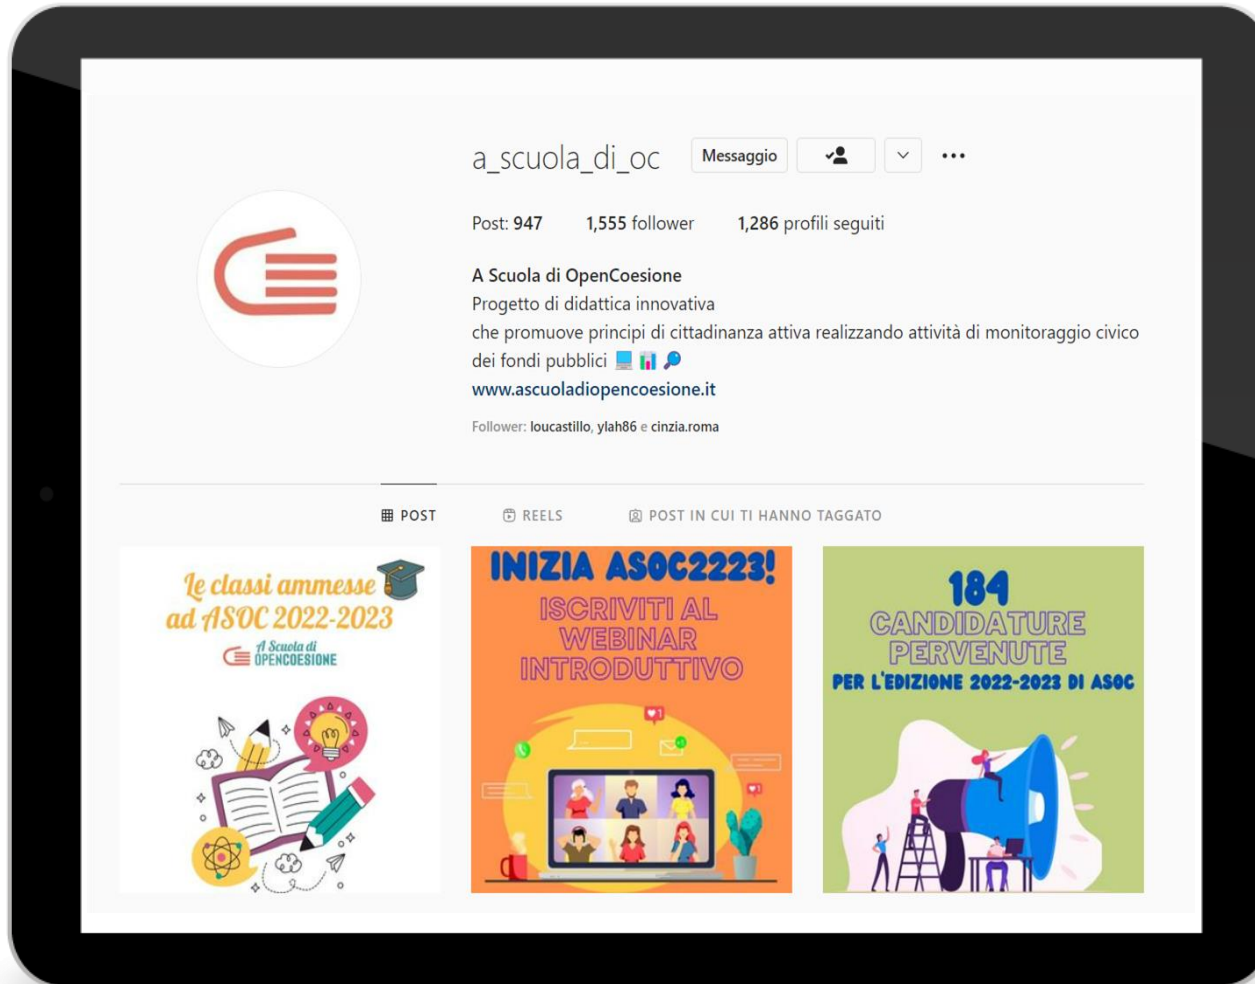 a_scuola_di_oc Messaggio
Post: 947 1,555 follower 1,286 profili seguiti
A Scuola di OpenCoesione
Progetto di didattica innovativa
che promuove principi di cittadinanza attiva realizzando attività di monitoraggio civico
dei fondi pubblici
www.ascuoladiopencoesione.it
Follower: loucastillo, ylah86 e cinzia.roma
POST REELS POST IN CUI TI HANNO TAGGATO
Le classi ammesse
ad ASOC 2022-2023
A Scuola di
OPENCOESIONE
INIZIA ASOC2223!
ISCRIVITI AL
WEBINAR
INTRODUTTIVO
1
+1
1
184
CANDIDATURE
PERVENUTE
PER L'EDIZIONE 2022-2023 DI ASOC